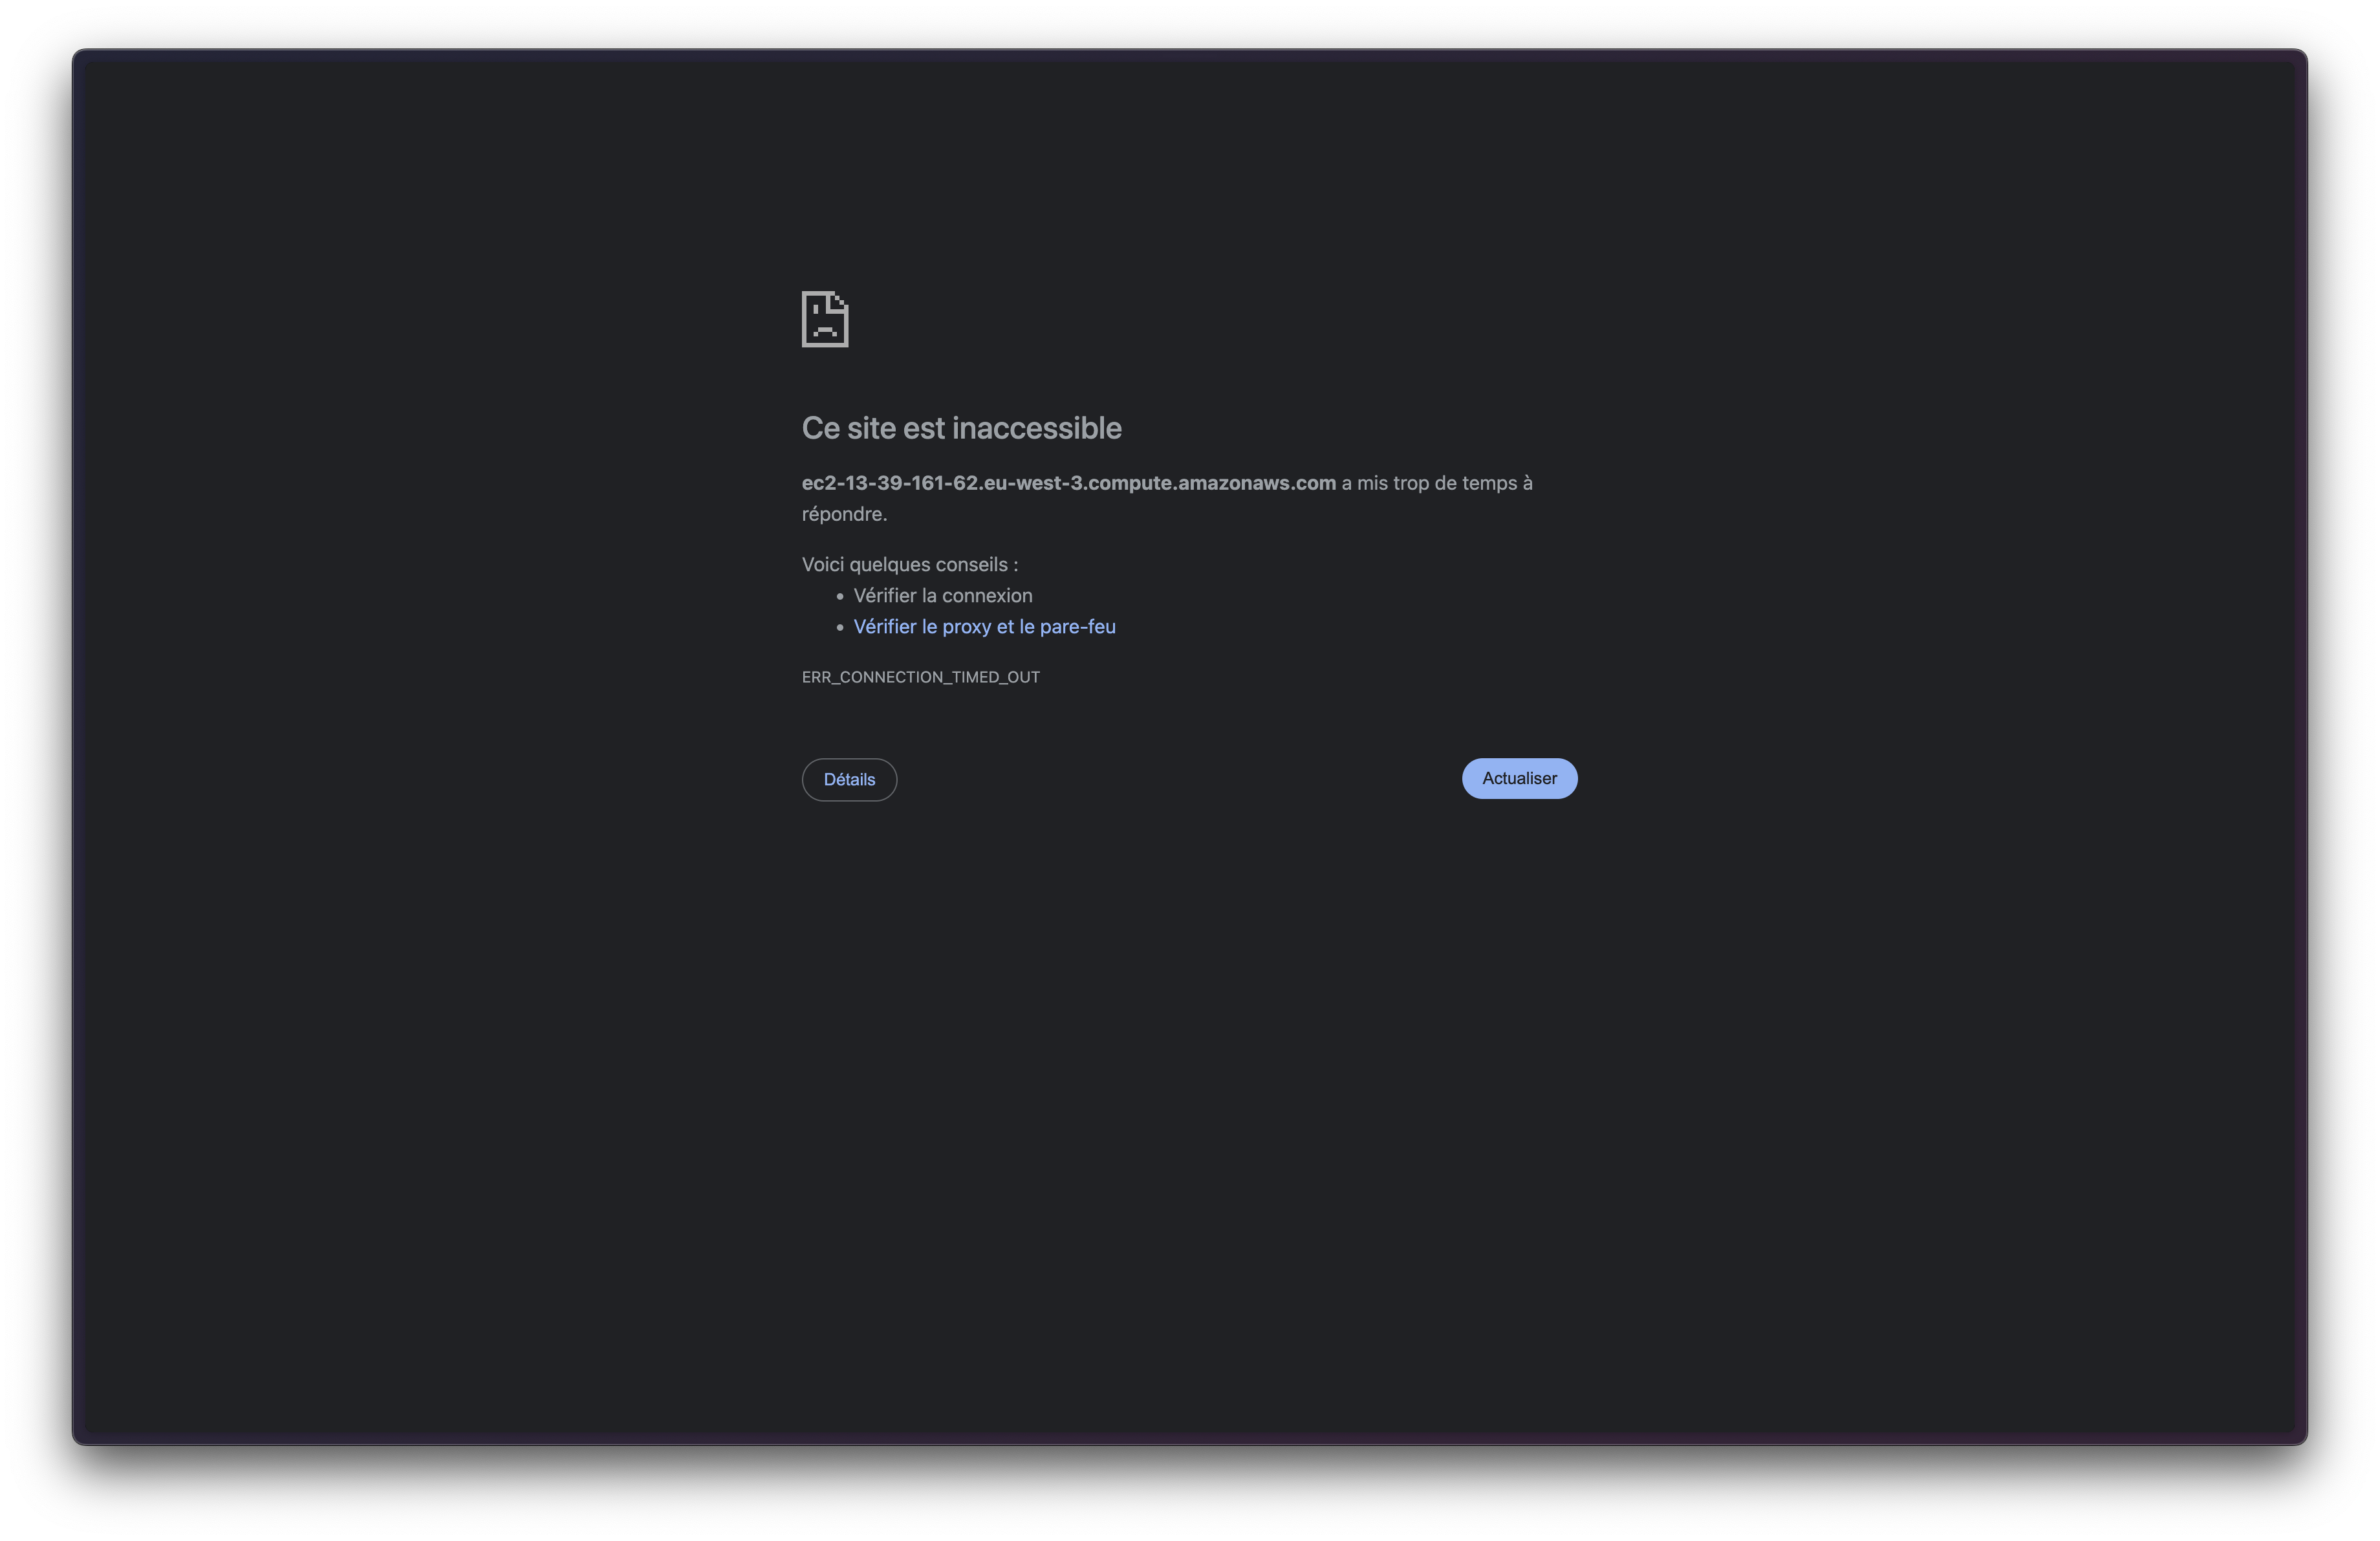 Ce site est inaccessible
ec2-13-39-161-62.eu-west-3.compute.amazonaws.com a mis trop de temps à
répondre.
Voici quelques conseils :
• Vérifier la connexion
• Vérifier le proxy et le pare-feu
ERR_CONNECTION_TIMED_OUT
Détails
Actualiser